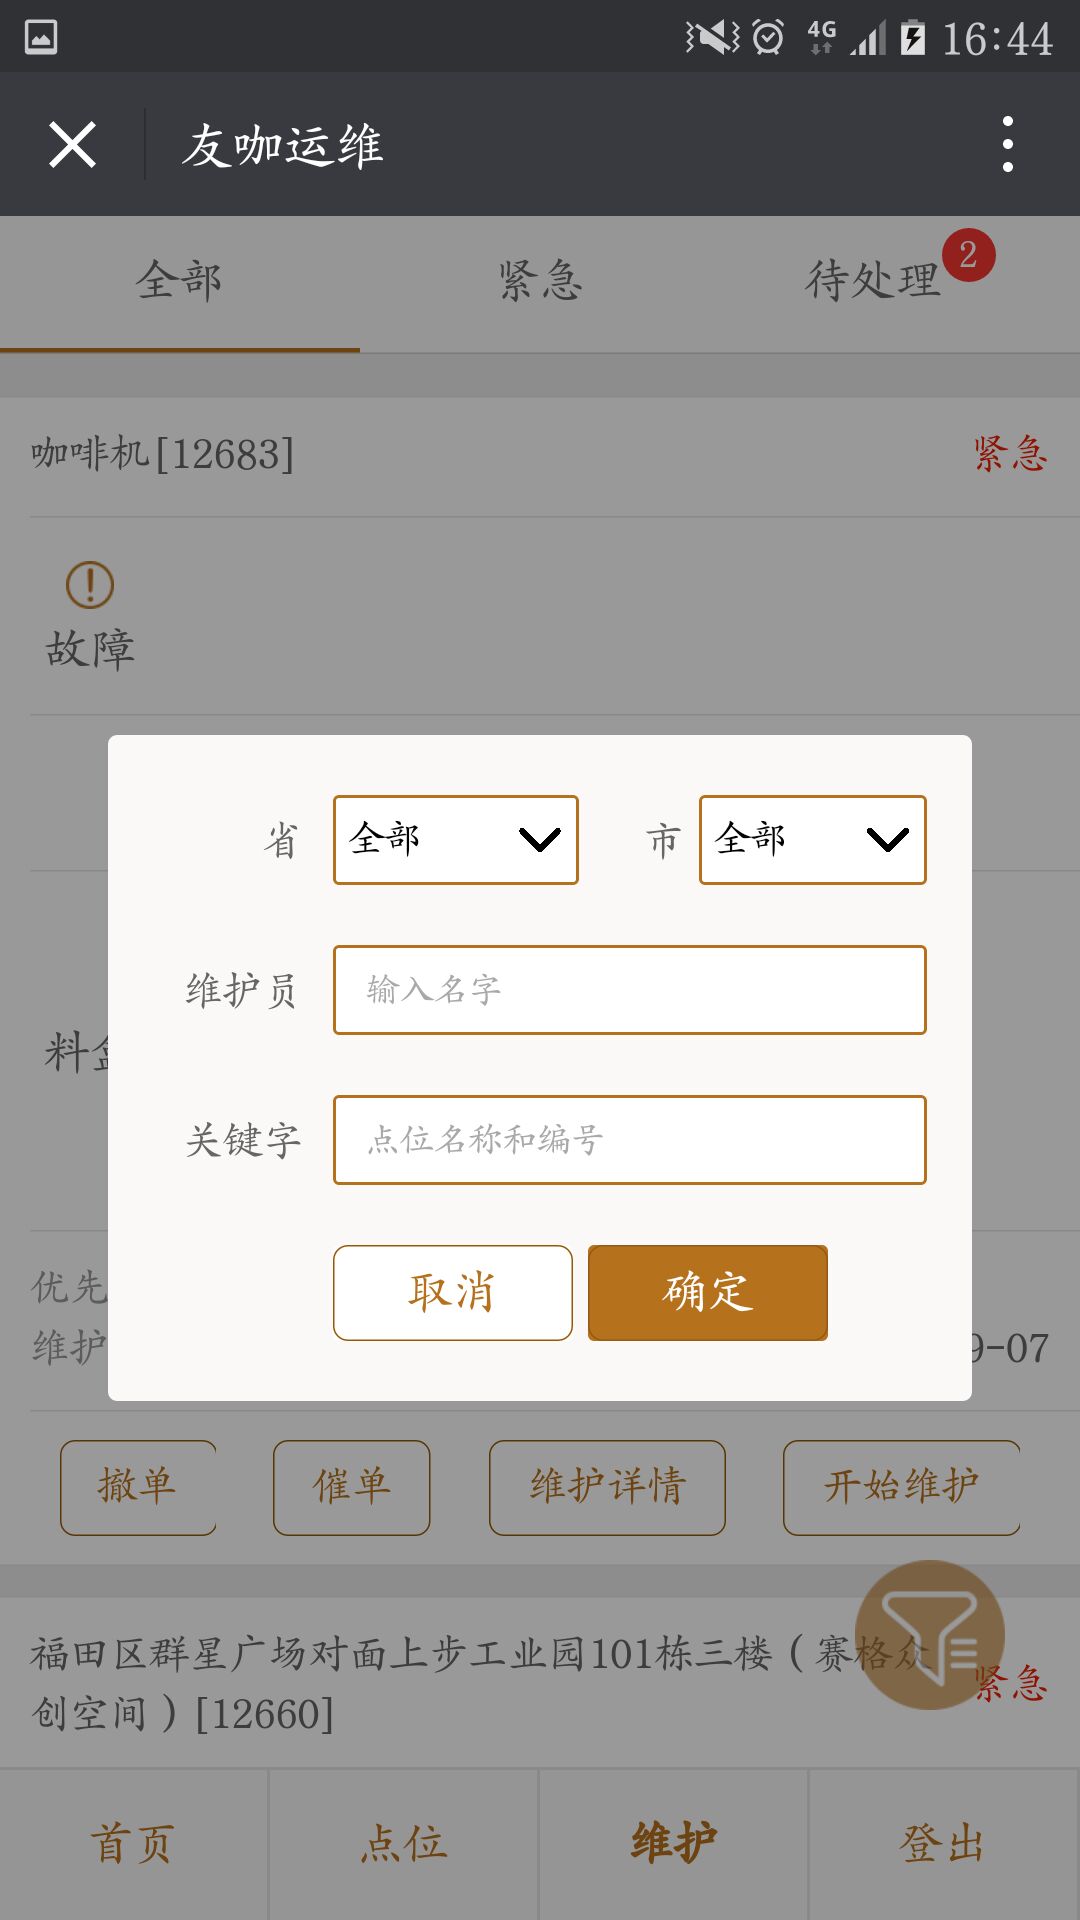 4G 16:44
友咖运维
全部 紧急 待处理 2
咖啡机[12683] 紧急
故障
省 全部 市 全部
维护员 输入名字
料
关键字 点位名称和编号
取消 确定
优先
维护 9-07
撤单 催单 维护详情 开始维护
福田区群星广场对面上步工业园101栋三楼（赛格众
创空间）[12660] 紧急
首页 点位 维护 登出